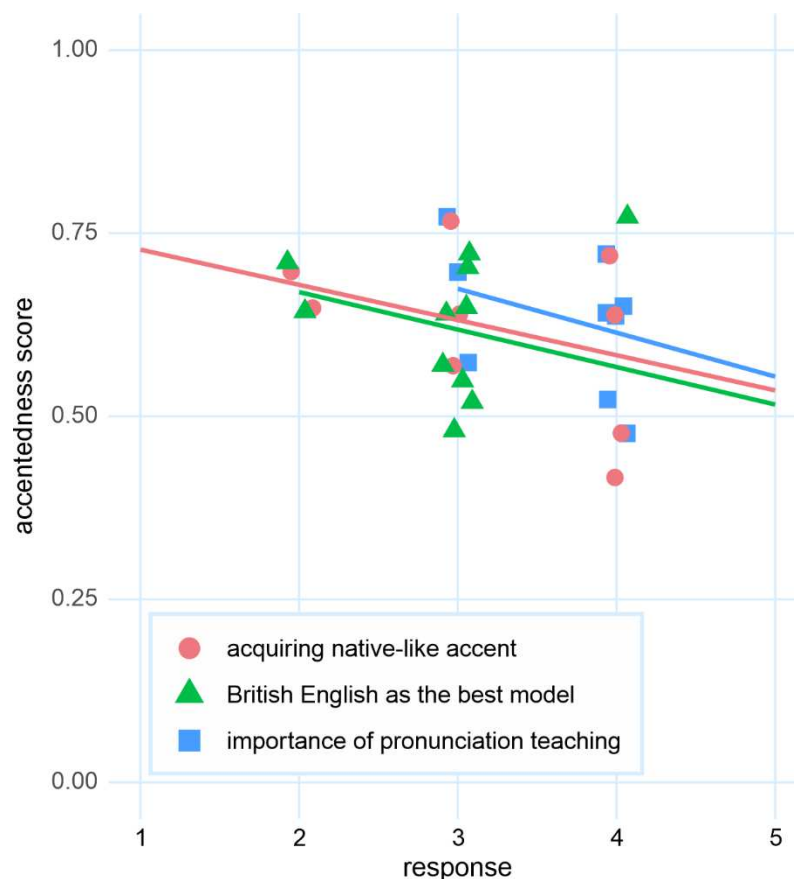 1.00
0.75
0.50
0.25
0.00
accentedness score
acquiring native-like accent
British English as the best model
importance of pronunciation teaching
1 2 3 4 5
response